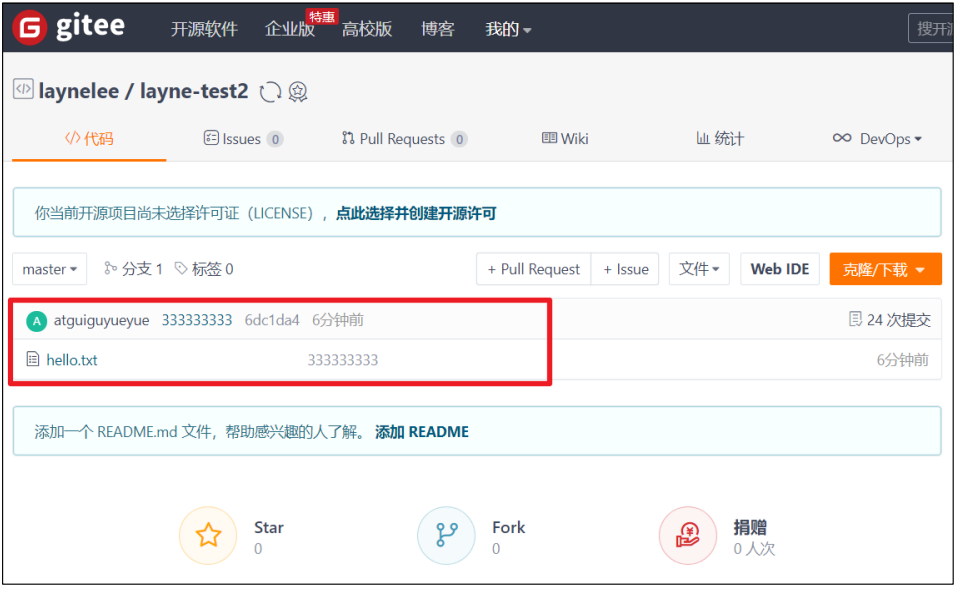 gitee 开源软件 企业版 特惠 高校版 博客 我的 搜开源
laynelee / layne-test2
代码 Issues 0 Pull Requests 0 Wiki 统计 DevOps
你当前开源项目尚未选择许可证（LICENSE），点此选择并创建开源许可
master 分支 1 标签 0 + Pull Request + Issue 文件 Web IDE 克隆/下载
A atguiguyueyue 333333333 6dc1da4 6分钟前 24 次提交
hello.txt 333333333 6分钟前
添加一个 README.md 文件，帮助感兴趣的人了解。 添加 README
Star Fork 捐赠
0 0 0 人次